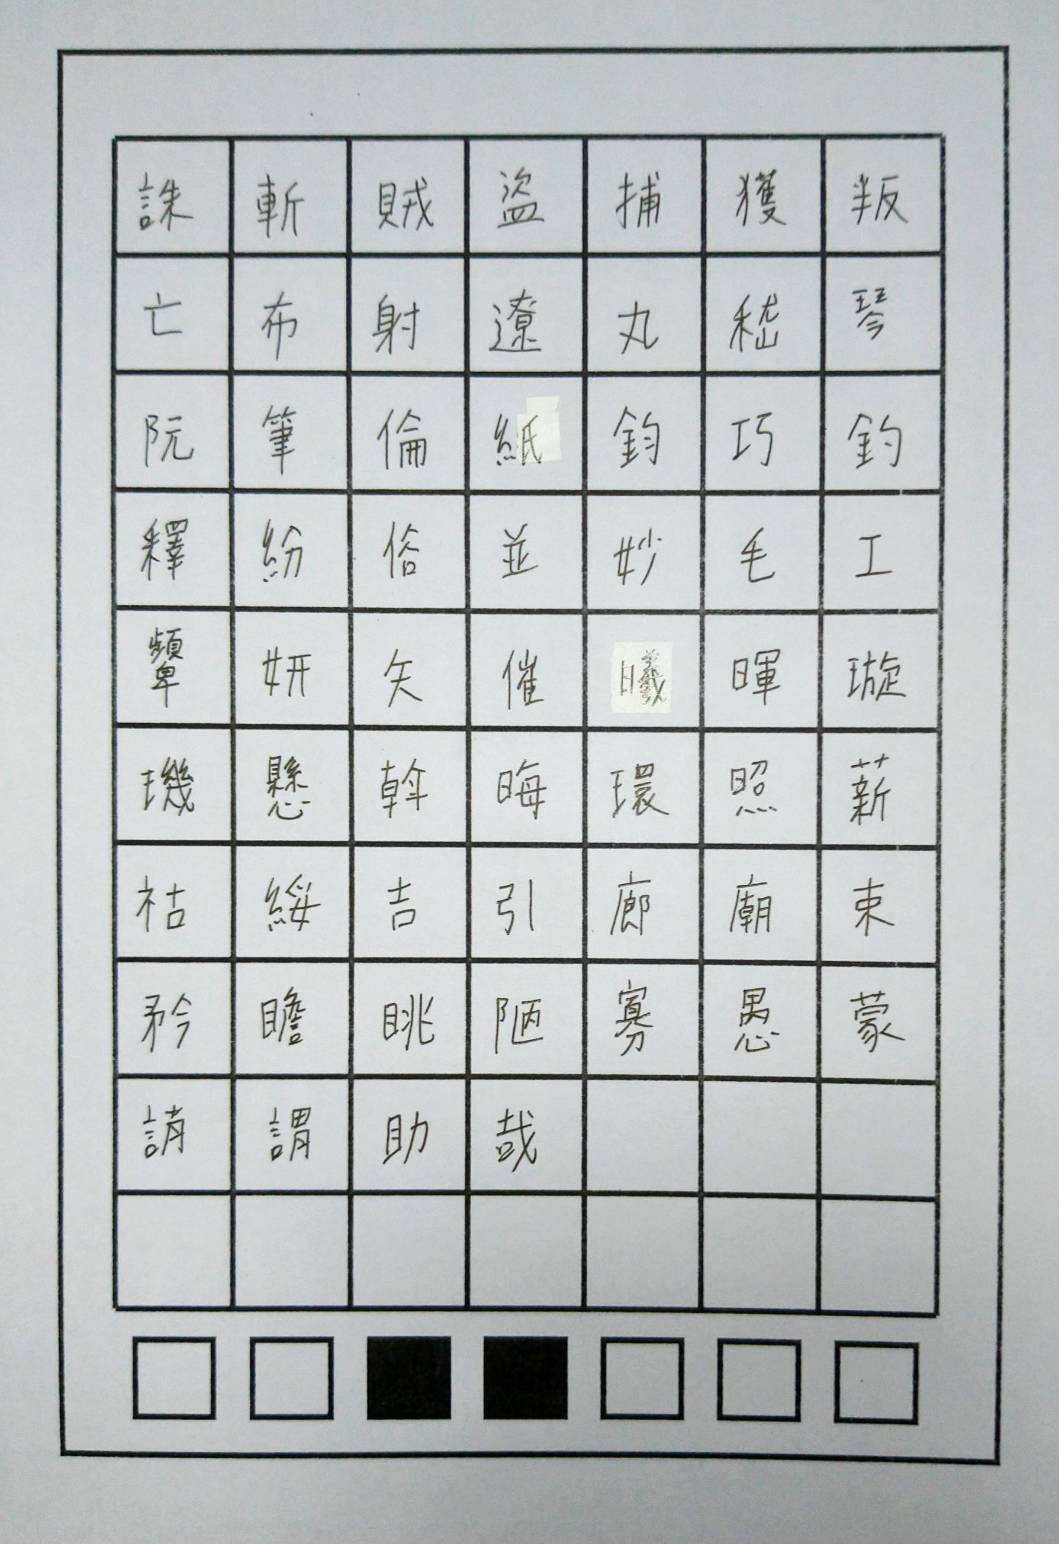 誅斬賊盜捕獲叛
亡布射遼丸嵇琴
阮筆倫紙鈞巧釣
釋紛俗並妙毛工
顰妍矢催曦暉璇
璣懸斡晦環照薪
祜綏吉引廊廟束
矜瞻眺陋寡愚蒙
誚謂助哉